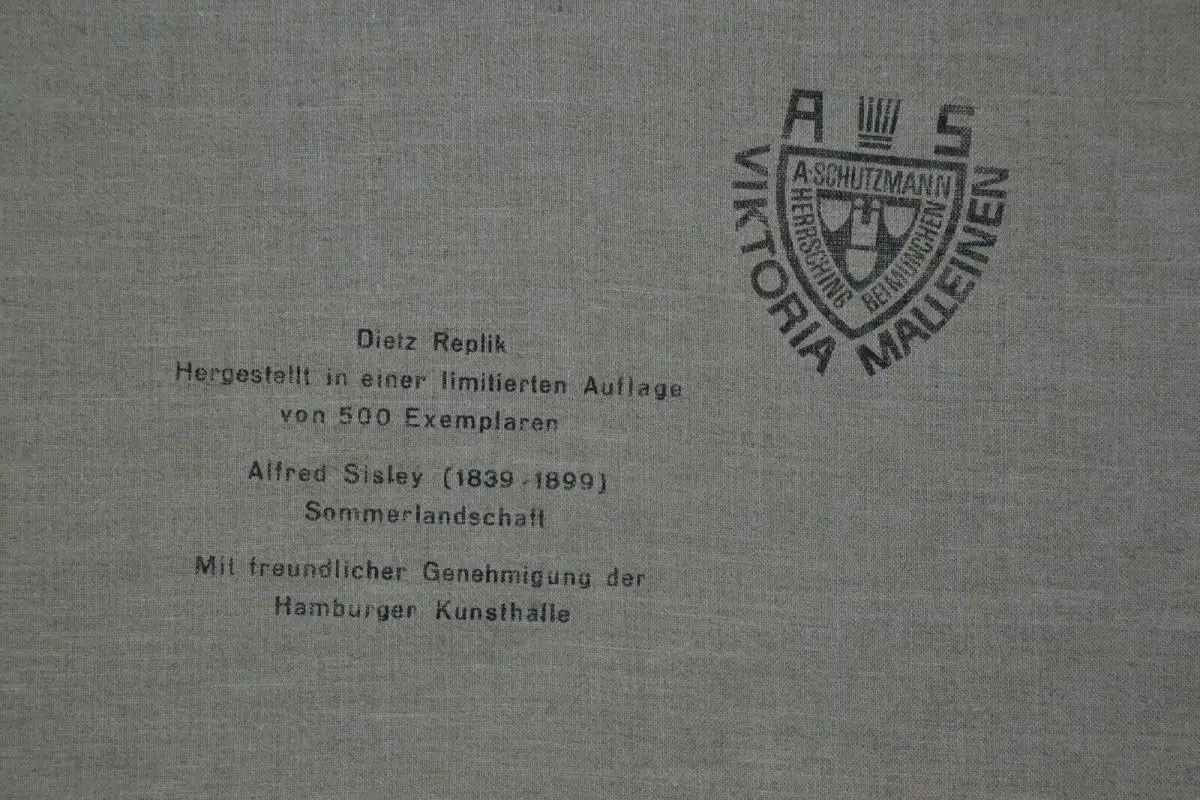 A S
A·SCHUTZMANN
HERRSCHING
BEI MÜNCHEN
VIKTORIA MALLEINEN
Dietz Replik
Hergestellt in einer limitierten Auflage
von 500 Exemplaren
Alfred Sisley (1839-1899)
Sommerlandschaft
Mit freundlicher Genehmigung der
Hamburger Kunsthalle